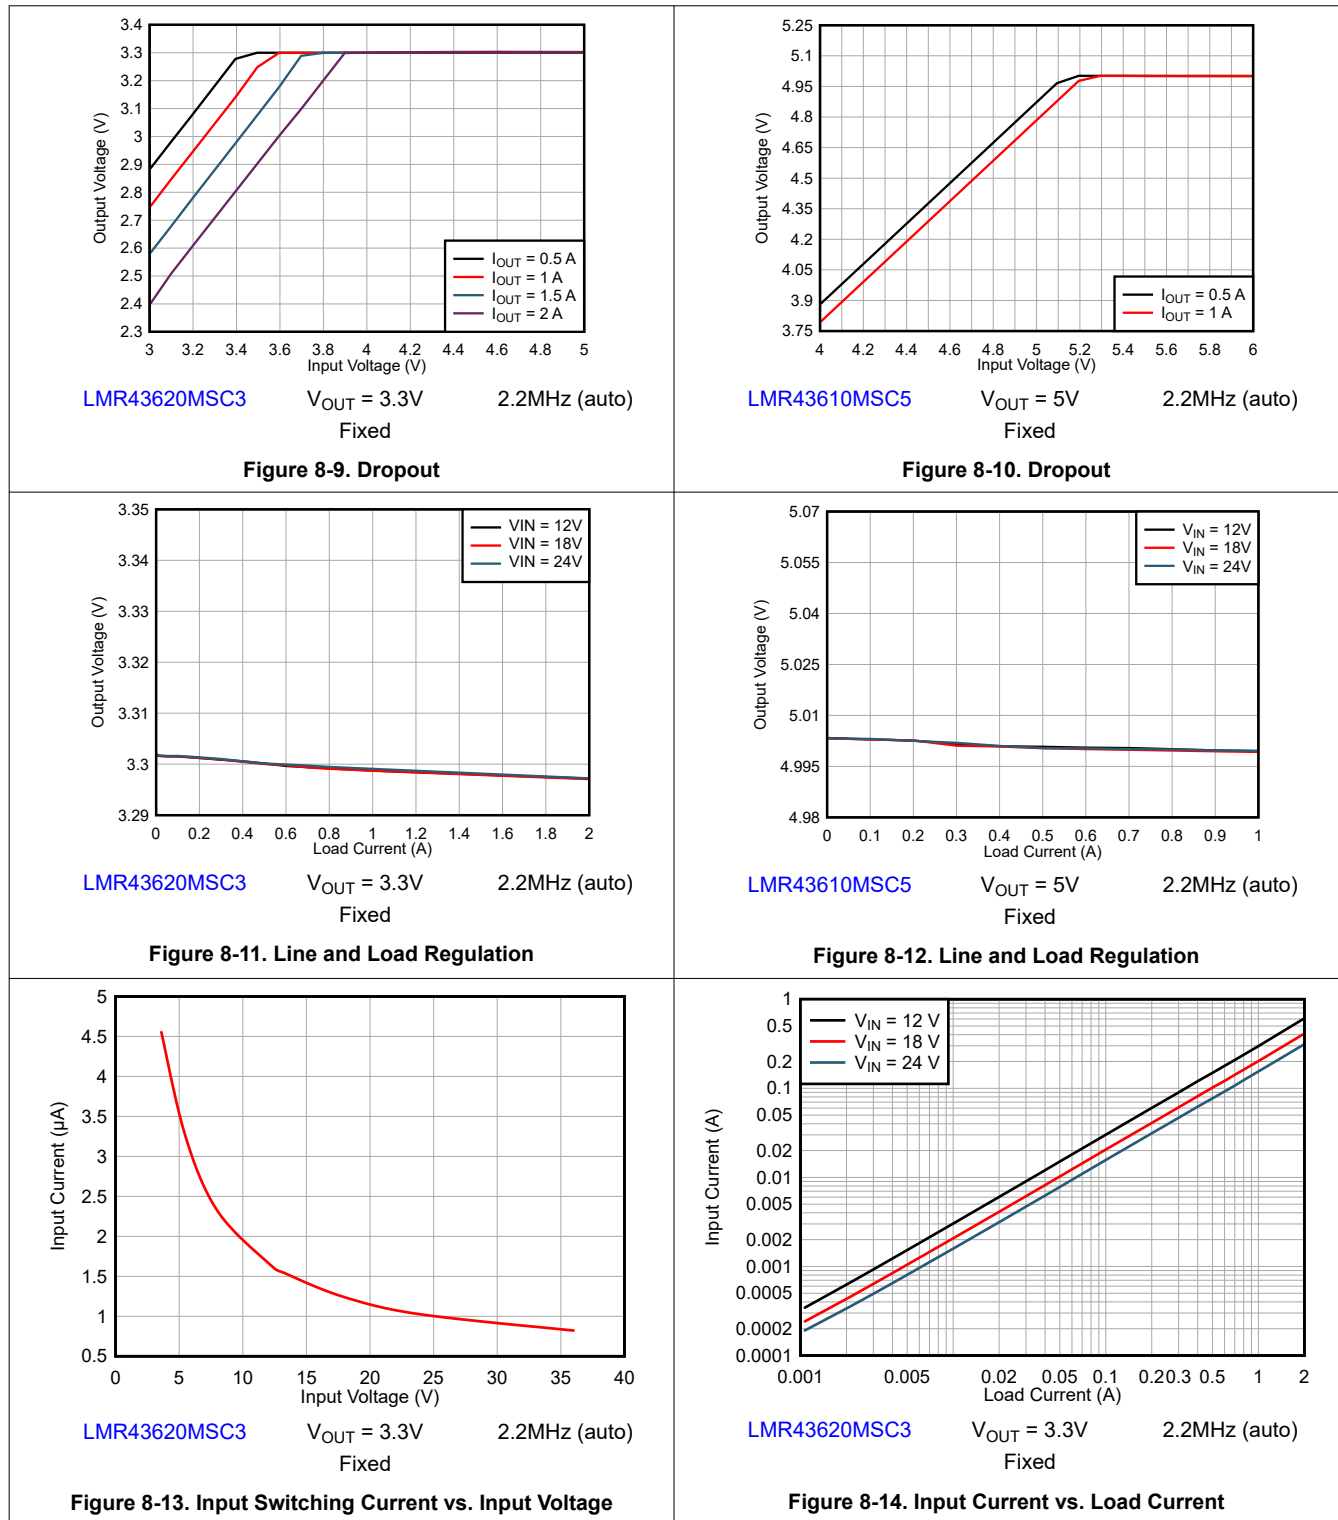 3.4
3.3
3.2
3.1
3
2.9
2.8
2.7
2.6
2.5
2.4
2.3
Output Voltage (V)
IOUT = 0.5 A
IOUT = 1 A
IOUT = 1.5 A
IOUT = 2 A
3 3.2 3.4 3.6 3.8 4 4.2 4.4 4.6 4.8 5
Input Voltage (V)
LMR43620MSC3 VOUT = 3.3V 2.2MHz (auto)
Fixed
Figure 8-9. Dropout
5.25
5.1
4.95
4.8
4.65
4.5
4.35
4.2
4.05
3.9
3.75
Output Voltage (V)
IOUT = 0.5 A
IOUT = 1 A
4 4.2 4.4 4.6 4.8 5 5.2 5.4 5.6 5.8 6
Input Voltage (V)
LMR43610MSC5 VOUT = 5V 2.2MHz (auto)
Fixed
Figure 8-10. Dropout
3.35
3.34
3.33
3.32
3.31
3.3
3.29
Output Voltage (V)
VIN = 12V
VIN = 18V
VIN = 24V
0 0.2 0.4 0.6 0.8 1 1.2 1.4 1.6 1.8 2
Load Current (A)
LMR43620MSC3 VOUT = 3.3V 2.2MHz (auto)
Fixed
Figure 8-11. Line and Load Regulation
5.07
5.055
5.04
5.025
5.01
4.995
4.98
Output Voltage (V)
VIN = 12V
VIN = 18V
VIN = 24V
0 0.1 0.2 0.3 0.4 0.5 0.6 0.7 0.8 0.9 1
Load Current (A)
LMR43610MSC5 VOUT = 5V 2.2MHz (auto)
Fixed
Figure 8-12. Line and Load Regulation
5
4.5
4
3.5
3
2.5
2
1.5
1
0.5
Input Current (µA)
0 5 10 15 20 25 30 35 40
Input Voltage (V)
LMR43620MSC3 VOUT = 3.3V 2.2MHz (auto)
Fixed
Figure 8-13. Input Switching Current vs. Input Voltage
1
0.5
0.2
0.1
0.05
0.02
0.01
0.005
0.002
0.001
0.0005
0.0002
0.0001
Input Current (A)
VIN = 12 V
VIN = 18 V
VIN = 24 V
0.001 0.005 0.02 0.05 0.10 0.20.3 0.5 1 2
Load Current (A)
LMR43620MSC3 VOUT = 3.3V 2.2MHz (auto)
Fixed
Figure 8-14. Input Current vs. Load Current